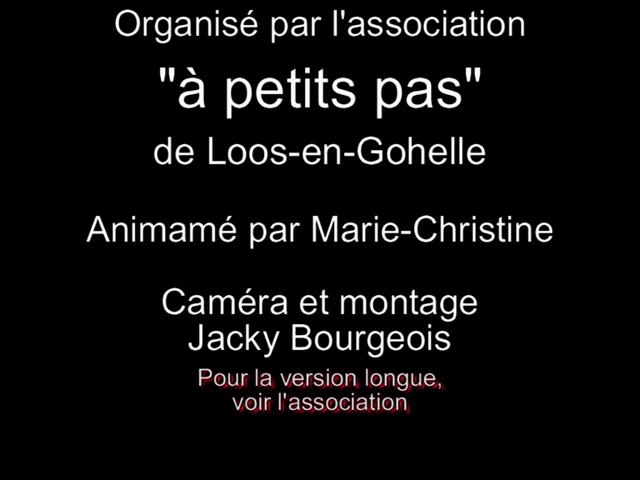 Organisé par l'association
"à petits pas"
de Loos-en-Gohelle
Animamé par Marie-Christine
Caméra et montage
Jacky Bourgeois
Pour la version longue,
voir l'association